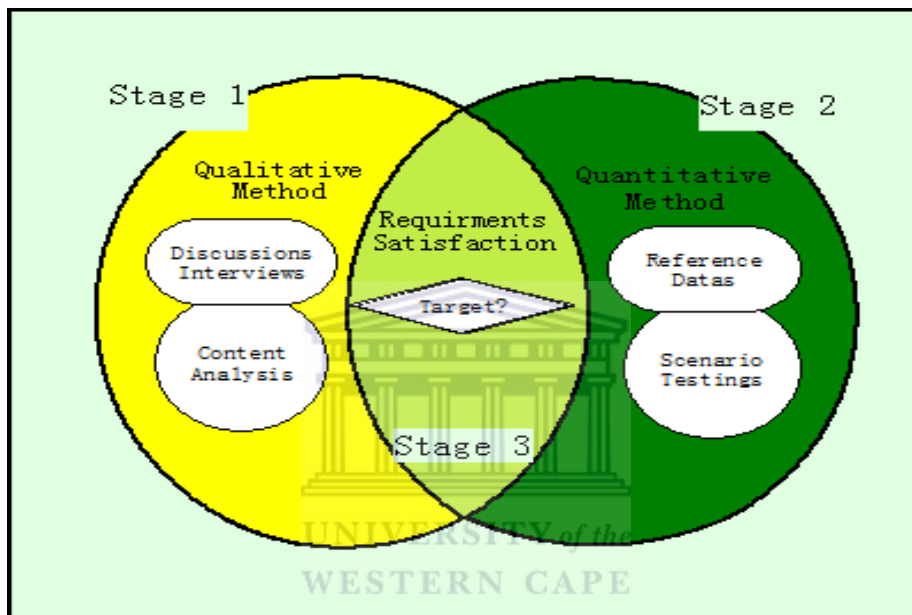 Stage 1
Stage 2
Qualitative
Method
Quantitative
Method
Requirments
Satisfaction
Discussions
Interviews
Reference
Datas
Target?
Content
Analysis
Scenario
Testings
Stage 3
UNIVERSITY of the
WESTERN CAPE